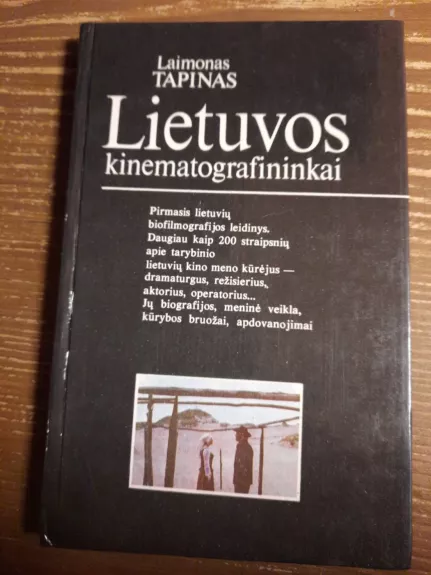 Laimonas
TAPINAS
Lietuvos
kinematografininkai
Pirmasis lietuvių
biofilmografijos leidinys.
Daugiau kaip 200 straipsnių
apie tarybinio
lietuvių kino meno kūrėjus —
dramaturgus, režisierius,
aktorius, operatorius...
Jų biografijos, meninė veikla,
kūrybos bruožai, apdovanojimai